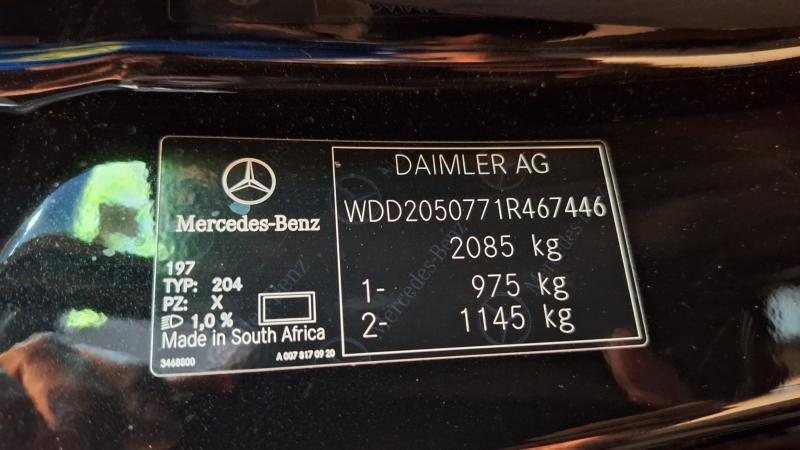 Mercedes-Benz
197
TYP: 204
PZ: X
1,0 %
Made in South Africa
3468800
A 007 817 09 20
DAIMLER AG
WDD2050771R467446
2085 kg
1- 975 kg
2- 1145 kg